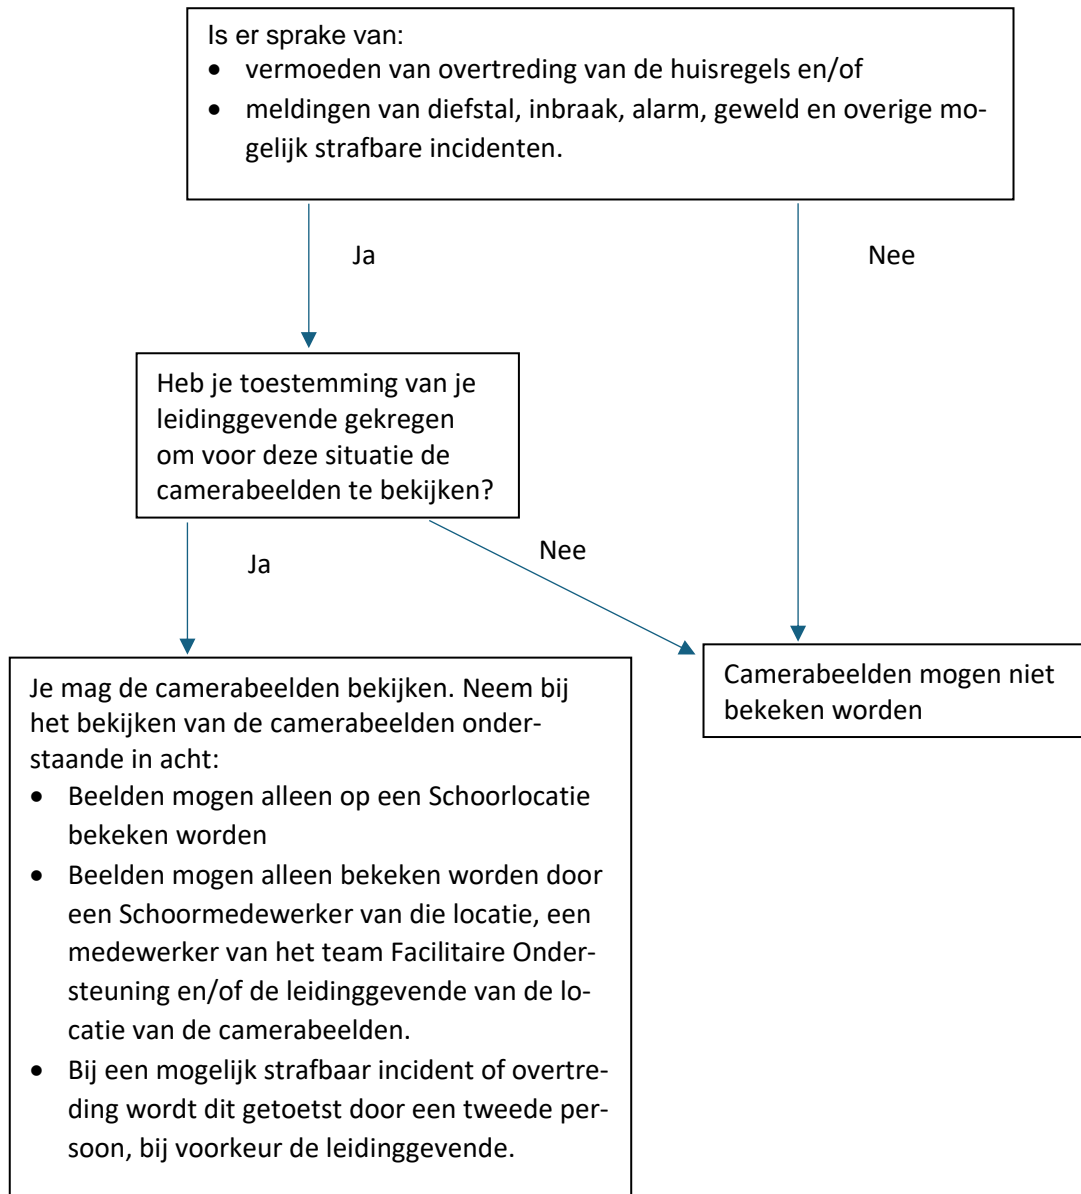 Is er sprake van:
• vermoeden van overtreding van de huisregels en/of
• meldingen van diefstal, inbraak, alarm, geweld en overige mo-
gelijk strafbare incidenten.
Ja
Nee
Heb je toestemming van je
leidinggevende gekregen
om voor deze situatie de
camerabeelden te bekijken?
Ja
Nee
Je mag de camerabeelden bekijken. Neem bij
het bekijken van de camerabeelden onder-
staande in acht:
• Beelden mogen alleen op een Schoorlocatie
bekeken worden
• Beelden mogen alleen bekeken worden door
een Schoormedewerker van die locatie, een
medewerker van het team Facilitaire Onder-
steuning en/of de leidinggevende van de lo-
catie van de camerabeelden.
• Bij een mogelijk strafbaar incident of overtre-
ding wordt dit getoetst door een tweede per-
soon, bij voorkeur de leidinggevende.
Camerabeelden mogen niet
bekeken worden